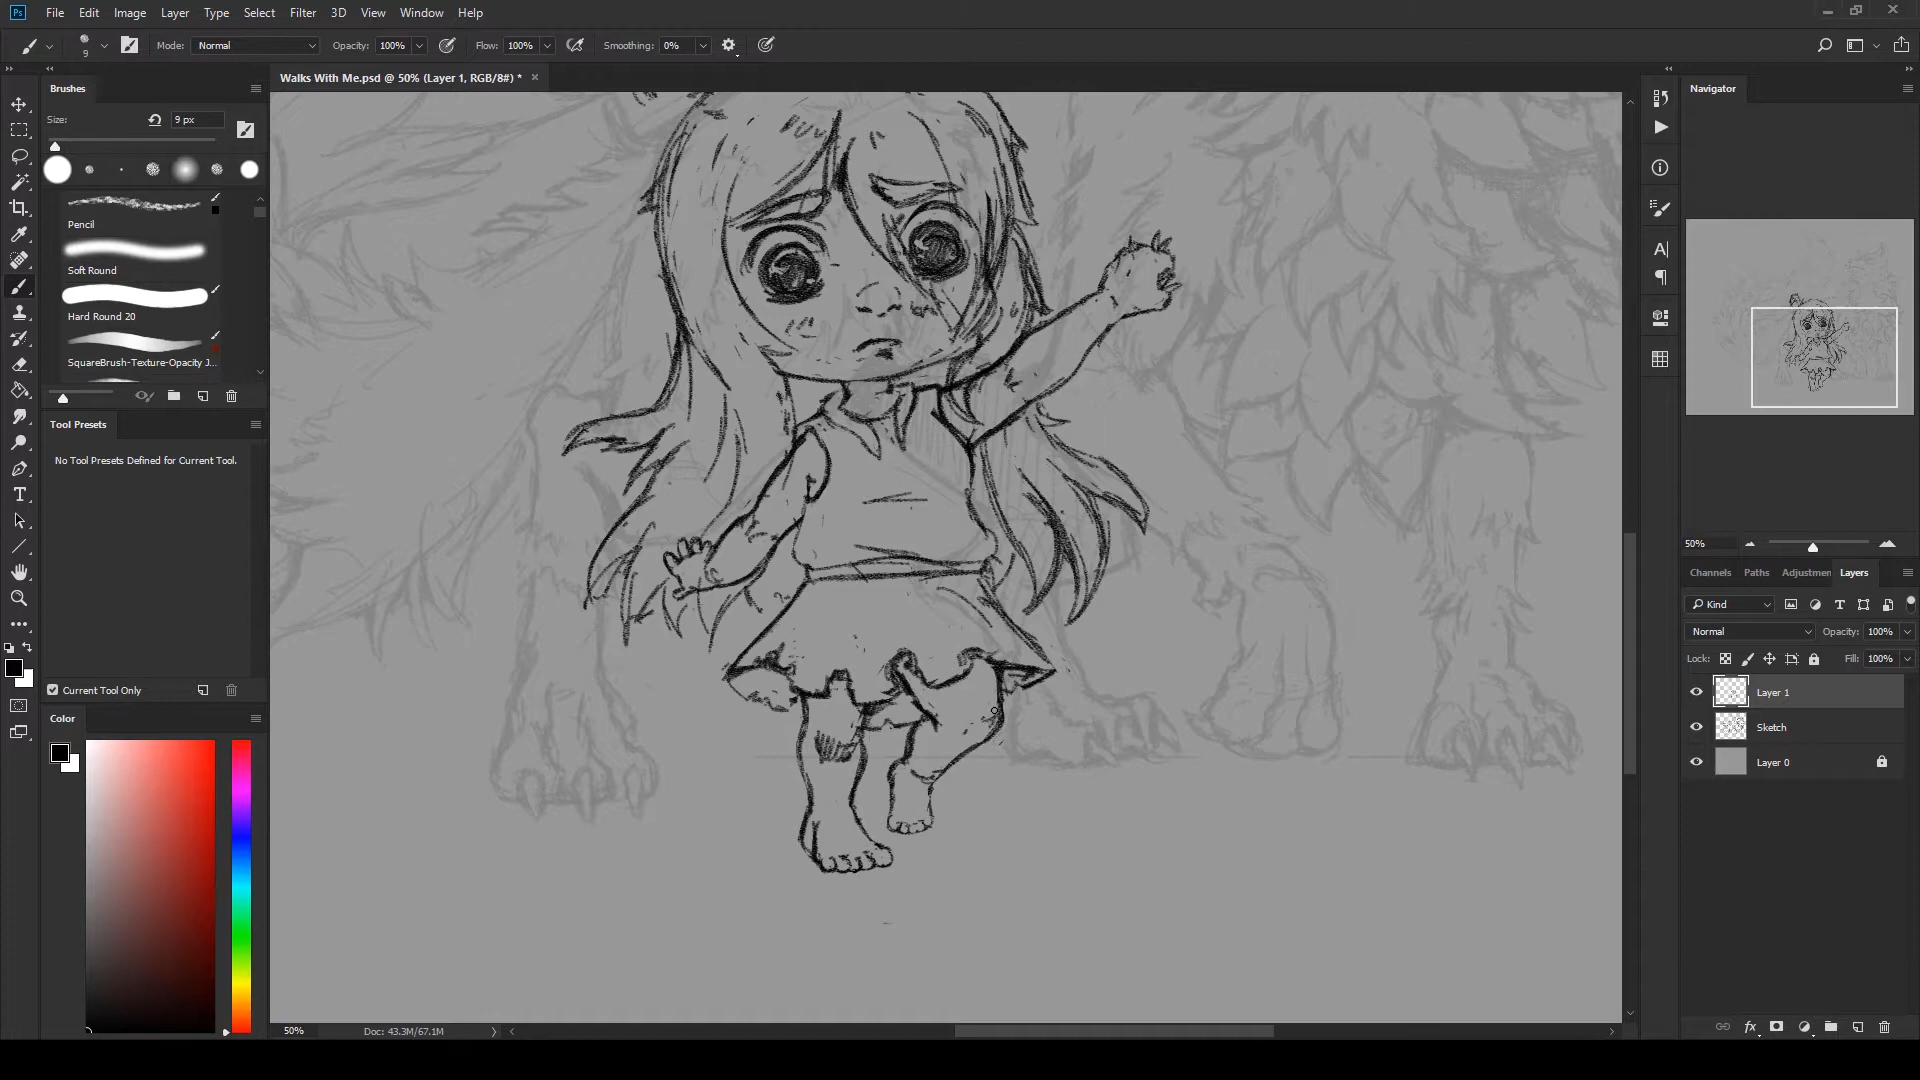 Ps File Edit Image Layer Type Select Filter 3D View Window Help
9 Mode: Normal Opacity: 100% Flow: 100% Smoothing: 0%
Brushes
Walks With Me.psd @ 50% (Layer 1, RGB/8#) *
Navigator
Size: 9 px
Pencil
Soft Round
Hard Round 20
SquareBrush-Texture-Opacity J...
Tool Presets
No Tool Presets Defined for Current Tool.
50%
Channels Paths Adjustmen Layers
Kind
Normal Opacity: 100%
Lock: Fill: 100%
Current Tool Only
Layer 1
Color
Sketch
Layer 0
50% Doc: 43.3M/67.1M
fx